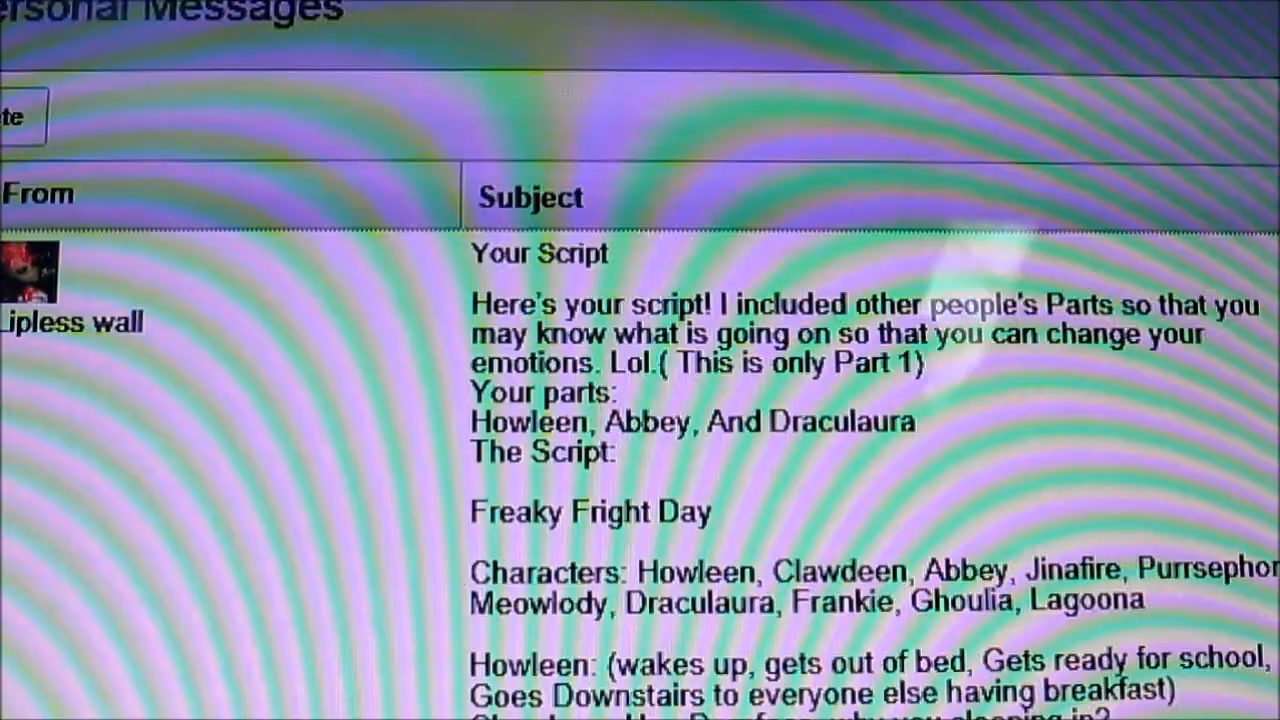 Personal Messages
te
From
Subject
Your Script
Here's your script! I included other people's Parts so that you
may know what is going on so that you can change your
emotions. Lol.( This is only Part 1)
Your parts:
Howleen, Abbey, And Draculaura
The Script:
Lipless wall
Freaky Fright Day
Characters: Howleen, Clawdeen, Abbey, Jinafire, Purrsephon
Meowlody, Draculaura, Frankie, Ghoulia, Lagoona
Howleen: (wakes up, gets out of bed, Gets ready for school,
Goes Downstairs to everyone else having breakfast)